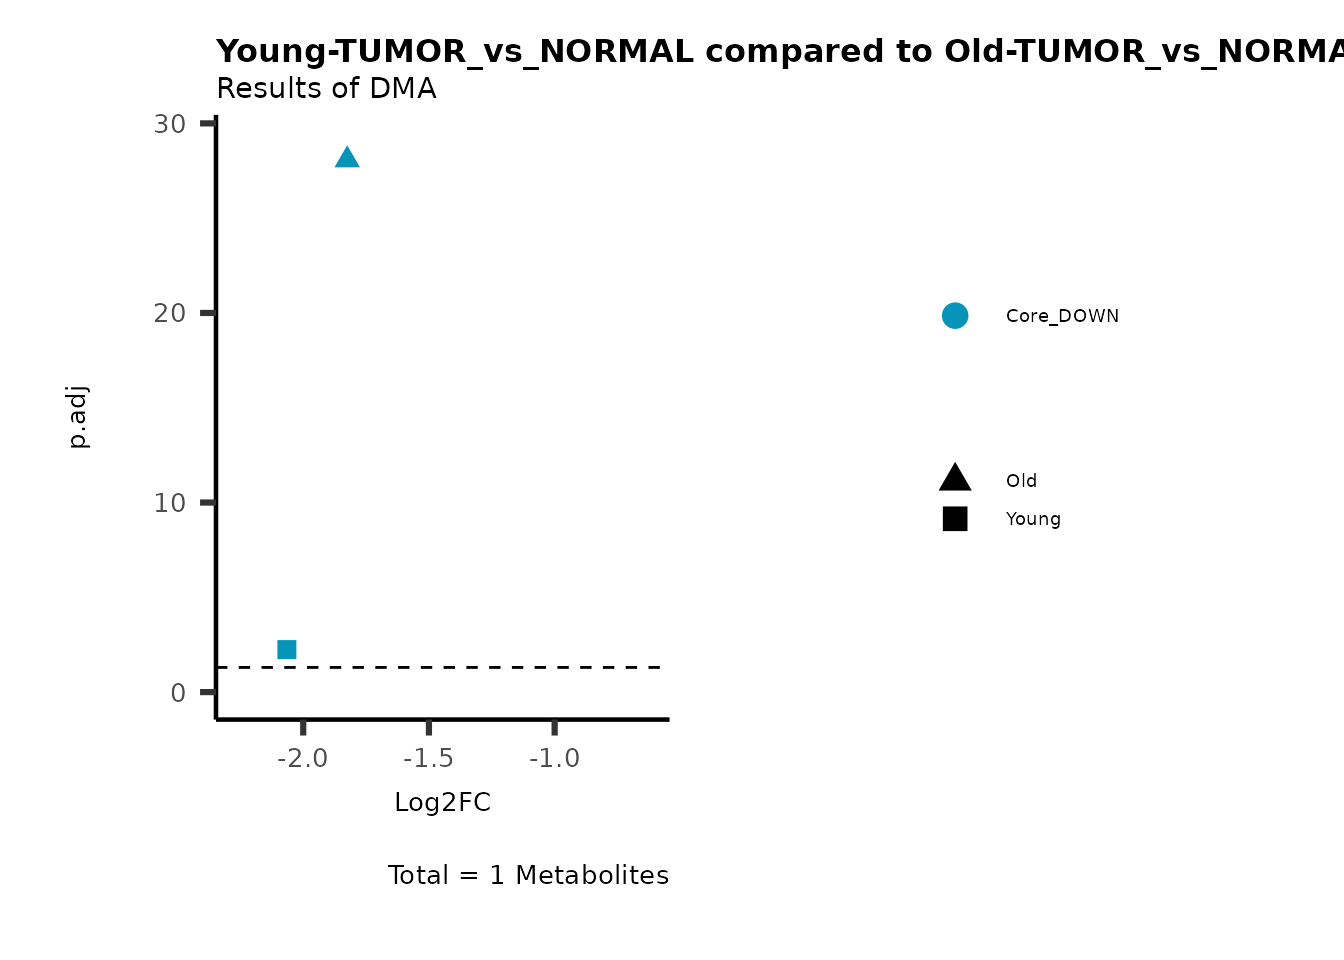 Young-TUMOR_vs_NORMAL compared to Old-TUMOR_vs_NORMA
Results of DMA
30
20
10
0
p.adj
-2.0 -1.5 -1.0
Log2FC
Total = 1 Metabolites
Core_DOWN
Old
Young